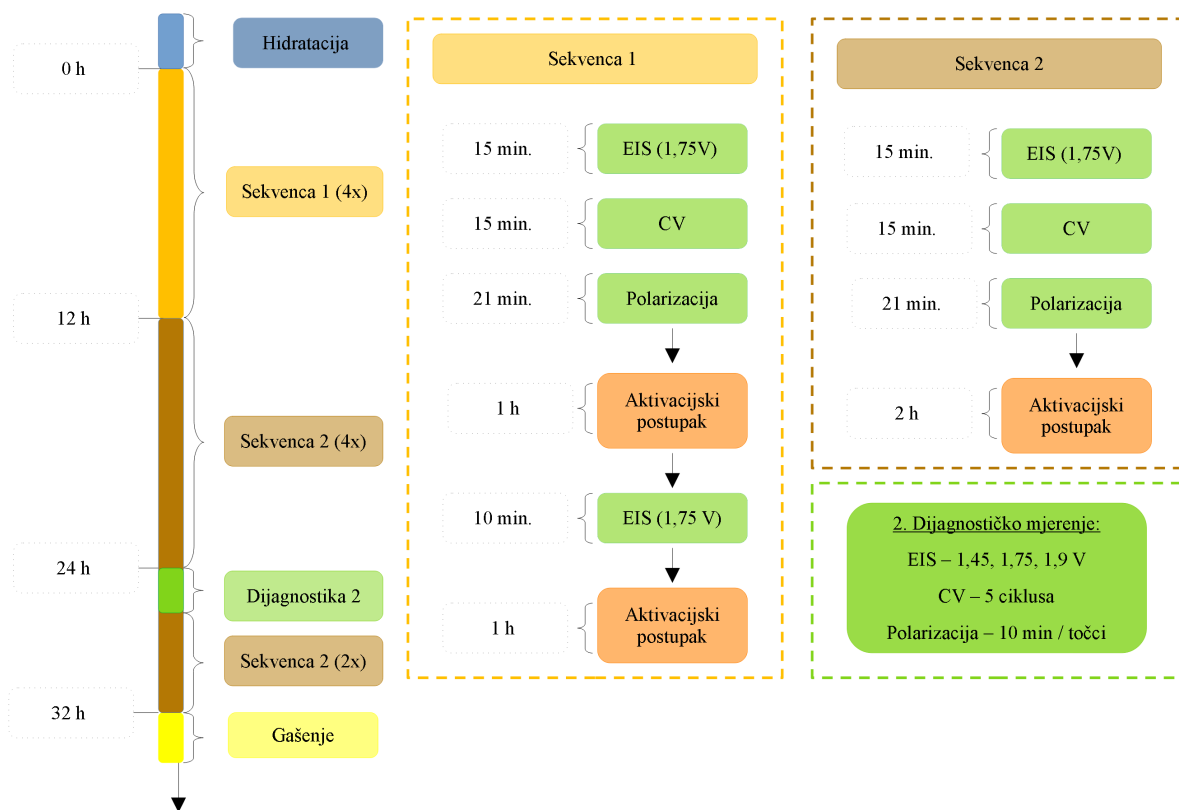 Hidratacija
0 h
Sekvenca 1 (4x)
12 h
Sekvenca 2 (4x)
24 h
Dijagnostika 2
Sekvenca 2 (2x)
32 h
Gašenje
Sekvenca 1
15 min.
EIS (1,75V)
15 min.
CV
21 min.
Polarizacija
1 h
Aktivacijski
postupak
10 min.
EIS (1,75 V)
1 h
Aktivacijski
postupak
Sekvenca 2
15 min.
EIS (1,75V)
15 min.
CV
21 min.
Polarizacija
2 h
Aktivacijski
postupak
2. Dijagnostičko mjerenje:
EIS – 1,45, 1,75, 1,9 V
CV – 5 ciklusa
Polarizacija – 10 min / točci